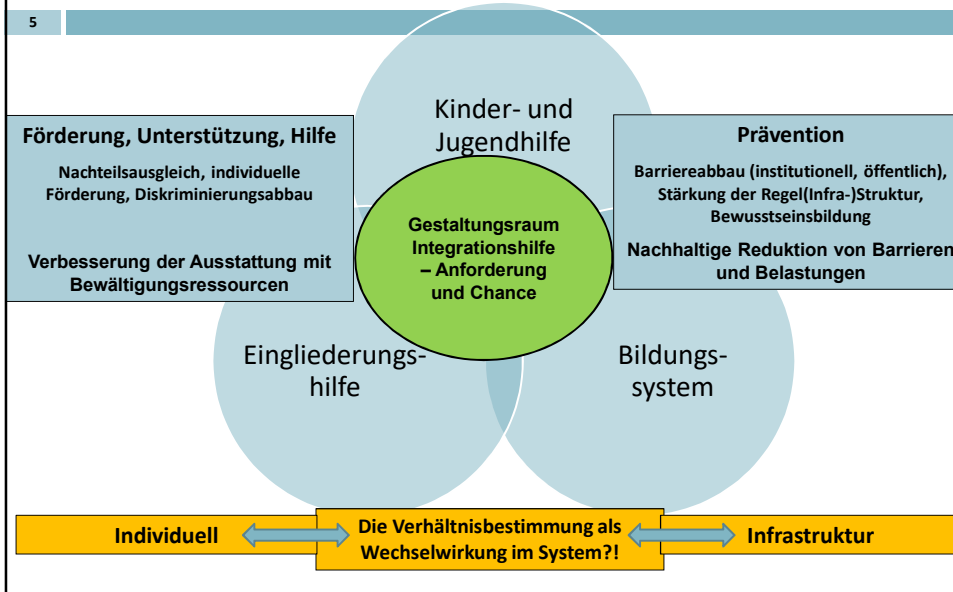 5
Kinder- und
Jugendhilfe
Förderung, Unterstützung, Hilfe
Nachteilsausgleich, individuelle
Förderung, Diskriminierungsabbau
Verbesserung der Ausstattung mit
Bewältigungsressourcen
Prävention
Barriereabbau (institutionell, öffentlich),
Stärkung der Regel(Infra-)Struktur,
Bewusstseinsbildung
Nachhaltige Reduktion von Barrieren
und Belastungen
Gestaltungsraum
Integrationshilfe
– Anforderung
und Chance
Eingliederungs-
hilfe
Bildungs-
system
Individuell
Die Verhältnisbestimmung als
Wechselwirkung im System?!
Infrastruktur